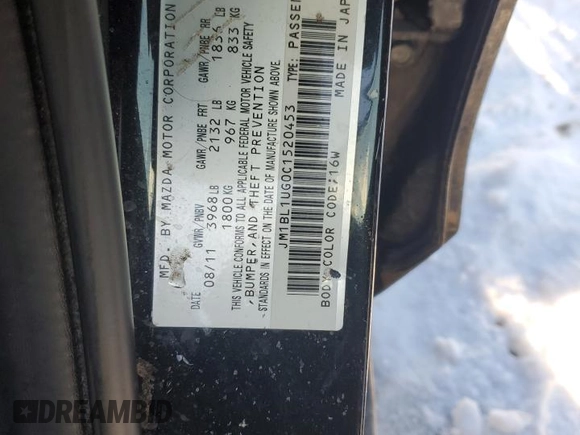 MFD. BY MAZDA MOTOR CORPORATION
DATE GVWR/PNBV GAWR/PNBE FRT GAWR/PNBE RR
08/11 3968 LB 2132 LB 1834 LB
1800 KG 967 KG 833 KG
THIS VEHICLE CONFORMS TO ALL APPLICABLE FEDERAL MOTOR VEHICLE SAFETY
, BUMPER, AND THEFT PREVENTION
STANDARDS IN EFFECT ON THE DATE OF MANUFACTURE SHOWN ABOVE.
JM1BL1UG0C1520453 TYPE: PASSE
BODY COLOR CODE:16W MADE IN JAP
DREAMBID